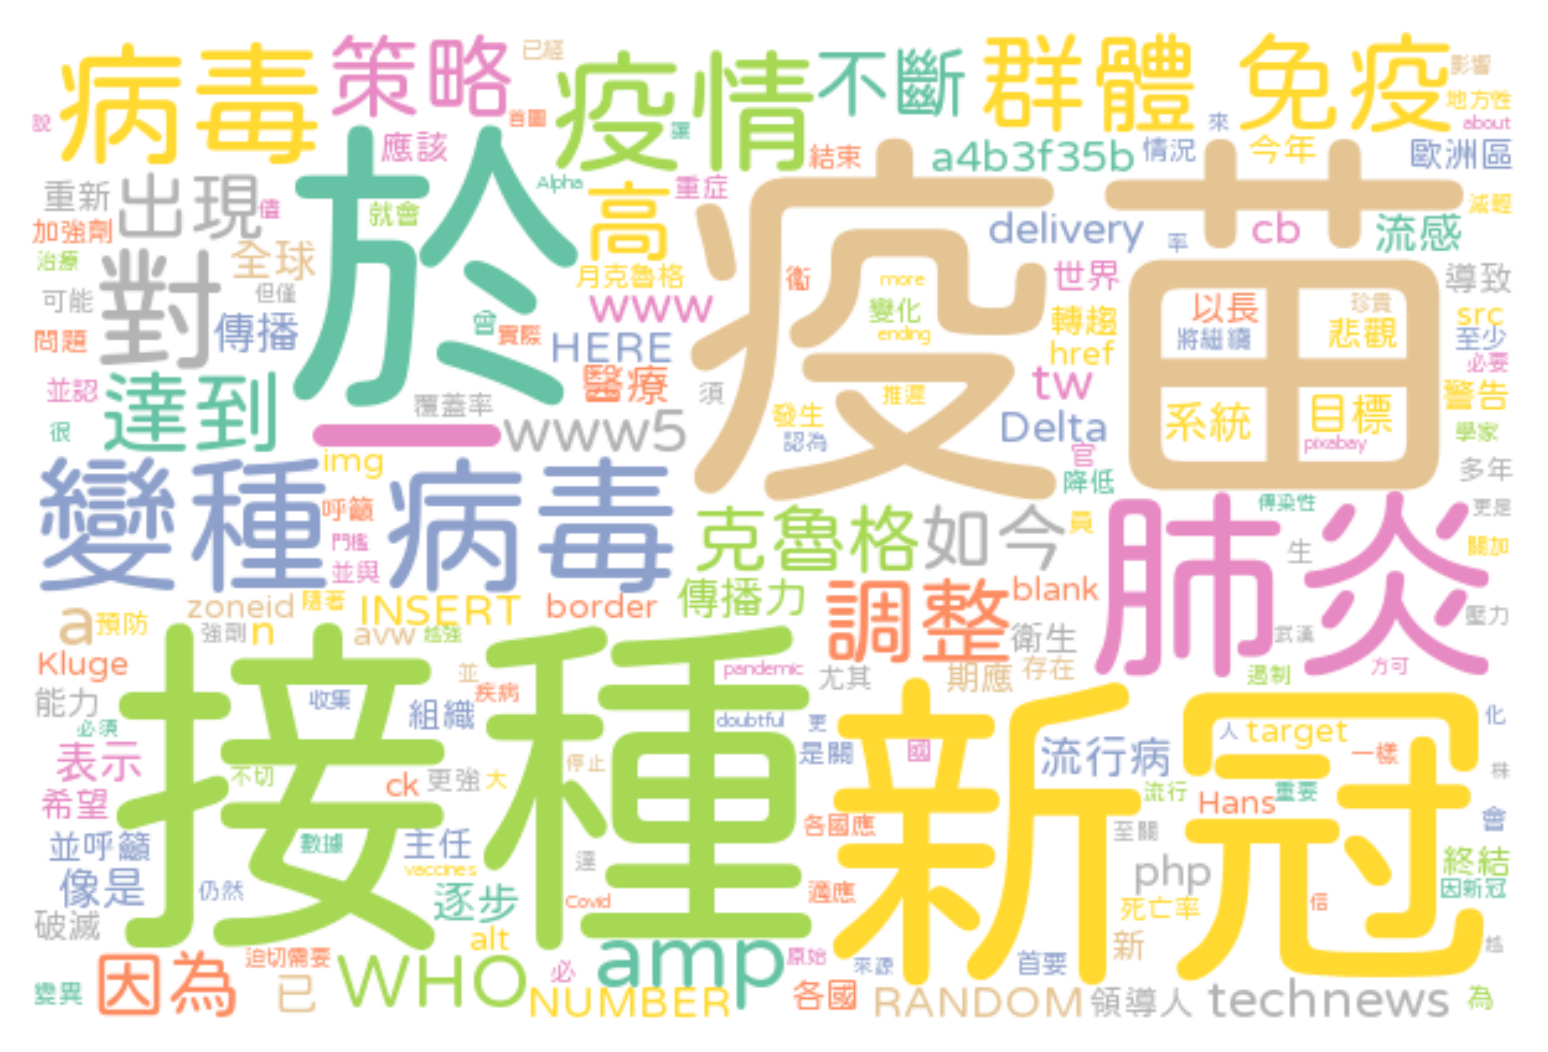 病毒
策略
已經
疫情
不斷
群體
免疫
影響
地方性
about
說
應該
首圖
讓
結束
a4b3f35b
情況
來
今年
歐洲區
重新
出現
儘
於
就會
Alpha
高
重症
疫苗
delivery
率
cb
流感
減輕
加強劑
治療
全球
月克魯格
衛
more
世界
導致
可能
對
但僅
傳播
會
實際
www
變化
ending
轉趨
以長
珍貴
悲觀
src
問題
HERE
href
將繼續
至少
必要
並認
達到
覆蓋率
醫療
須
推遲
發生
認為
tw
系統
目標
警告
很
一
www5
Delta
pixabay
學家
img
官
降低
多年
變種
病毒
呼籲
門檻
並與
克魯格
如今
員
肺炎
傳染性
更是
生
關加
a
預防
zoneid
隨著
INSERT
border
傳播力
調整
blank
衛生
武漢
壓力
強劑
n
avw
越強
Kluge
接種
並
pandemic
尤其
期應
存在
遏制
方可
能力
收集
組織
疾病
doubtful
更
新冠
人
target
化
必須
表示
不切
停止
是關
國
流行病
一樣
株
希望
ck
更強
大
流行
Hans
重要
並呼籲
數據
主任
各國應
至關
會
像是
仍然
vaccines
達
逐步
Covid
適應
php
終結
因新冠
破滅
alt
死亡率
信
因為
迫切需要
WHO
amp
原始
來源
首要
新
越
變異
已
必
NUMBER
各國
RANDOM
領導人
technews
為